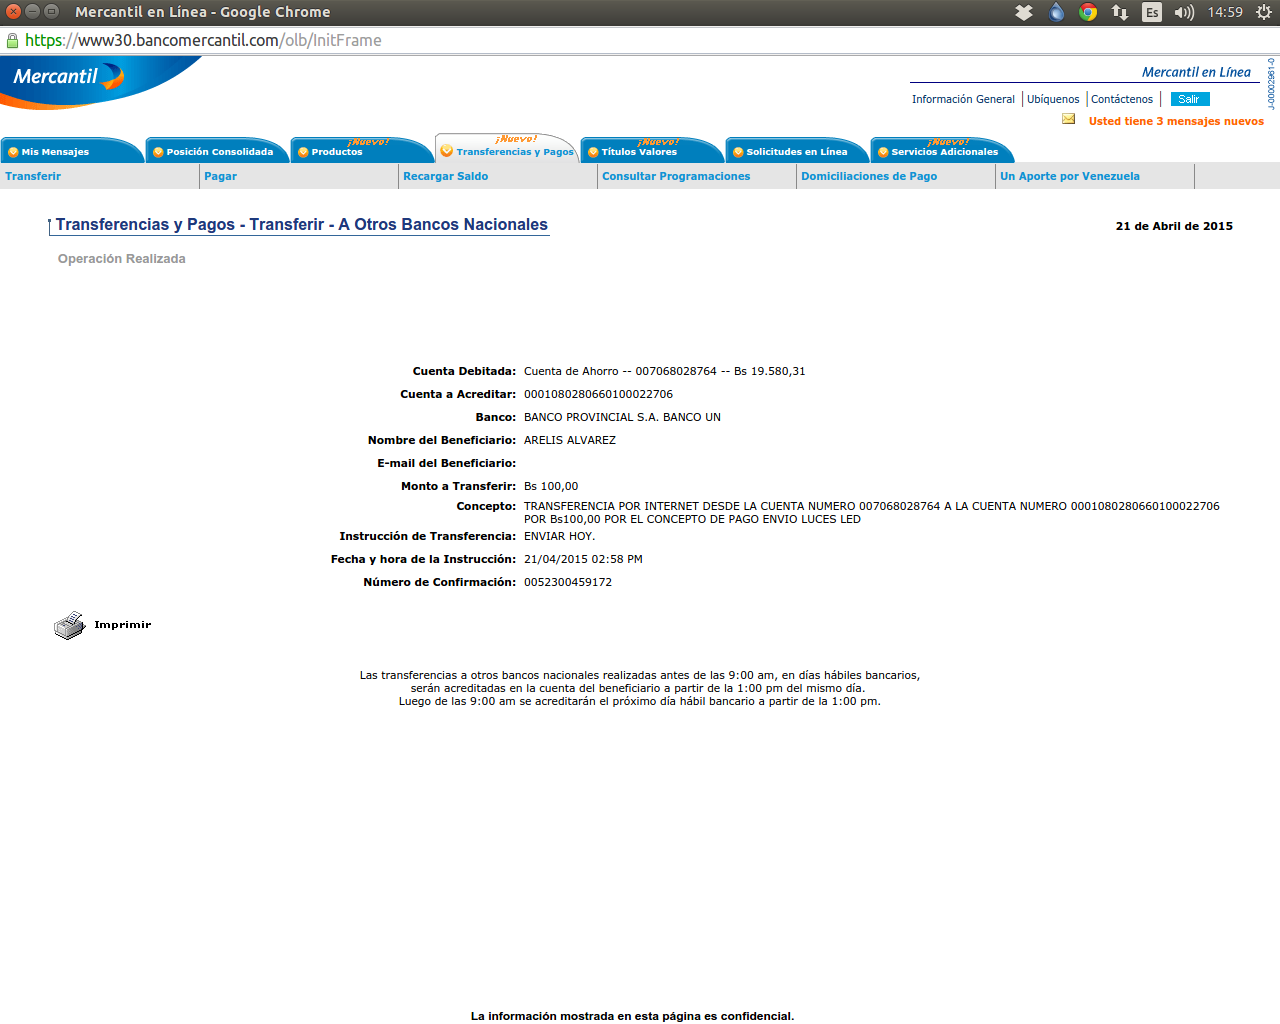 Mercantil en Línea - Google Chrome
Es
14:59
https://www30.bancomercantil.com/olb/InitFrame
Mercantil
Mercantil en Línea
J-00002961-0
Información General
Ubíquenos
Contáctenos
Salir
Usted tiene 3 mensajes nuevos
Mis Mensajes
Posición Consolidada
¡Nuevo!
Productos
¡Nuevo!
Transferencias y Pagos
¡Nuevo!
Títulos Valores
Solicitudes en Línea
¡Nuevo!
Servicios Adicionales
Transferir
Pagar
Recargar Saldo
Consultar Programaciones
Domiciliaciones de Pago
Un Aporte por Venezuela
Transferencias y Pagos - Transferir - A Otros Bancos Nacionales
21 de Abril de 2015
Operación Realizada
Cuenta Debitada: Cuenta de Ahorro -- 007068028764 -- Bs 19.580,31
Cuenta a Acreditar: 0001080280660100022706
Banco: BANCO PROVINCIAL S.A. BANCO UN
Nombre del Beneficiario: ARELIS ALVAREZ
E-mail del Beneficiario:
Monto a Transferir: Bs 100,00
Concepto: TRANSFERENCIA POR INTERNET DESDE LA CUENTA NUMERO 007068028764 A LA CUENTA NUMERO 0001080280660100022706
POR Bs100,00 POR EL CONCEPTO DE PAGO ENVIO LUCES LED
Instrucción de Transferencia: ENVIAR HOY.
Fecha y hora de la Instrucción: 21/04/2015 02:58 PM
Número de Confirmación: 0052300459172
Imprimir
Las transferencias a otros bancos nacionales realizadas antes de las 9:00 am, en días hábiles bancarios,
serán acreditadas en la cuenta del beneficiario a partir de la 1:00 pm del mismo día.
Luego de las 9:00 am se acreditarán el próximo día hábil bancario a partir de la 1:00 pm.
La información mostrada en esta página es confidencial.